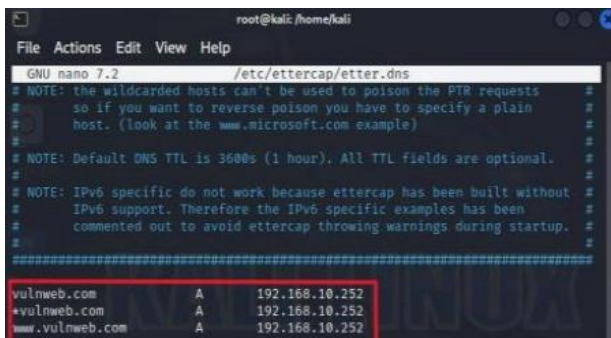 root@kali: /home/kali
File Actions Edit View Help
GNU nano 7.2 /etc/ettercap/etter.dns
# NOTE: the wildcarded hosts can't be used to poison the PTR requests #
# so if you want to reverse poison you have to specify a plain #
# host. (look at the www.microsoft.com example) #
# #
# NOTE: Default DNS TTL is 3600s (1 hour). All TTL fields are optional. #
# #
# NOTE: IPv6 specific do not work because ettercap has been built without #
# IPv6 support. Therefore the IPv6 specific examples has been #
# commented out to avoid ettercap throwing warnings during startup. #
# #
################################################################################
vulnweb.com A 192.168.10.252
*vulnweb.com A 192.168.10.252
www.vulnweb.com A 192.168.10.252